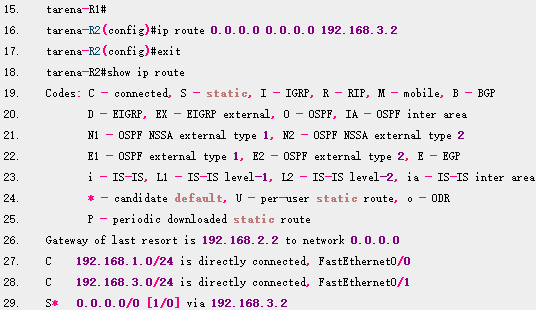 15. tarena-R1#
16. tarena-R2(config)#ip route 0.0.0.0 0.0.0.0 192.168.3.2
17. tarena-R2(config)#exit
18. tarena-R2#show ip route
19. Codes: C - connected, S - static, I - IGRP, R - RIP, M - mobile, B - BGP
20. D - EIGRP, EX - EIGRP external, O - OSPF, IA - OSPF inter area
21. N1 - OSPF NSSA external type 1, N2 - OSPF NSSA external type 2
22. E1 - OSPF external type 1, E2 - OSPF external type 2, E - EGP
23. i - IS-IS, L1 - IS-IS level-1, L2 - IS-IS level-2, ia - IS-IS inter area
24. * - candidate default, U - per-user static route, o - ODR
25. P - periodic downloaded static route
26. Gateway of last resort is 192.168.2.2 to network 0.0.0.0
27. C 192.168.1.0/24 is directly connected, FastEthernet0/0
28. C 192.168.3.0/24 is directly connected, FastEthernet0/1
29. S* 0.0.0.0/0 [1/0] via 192.168.3.2